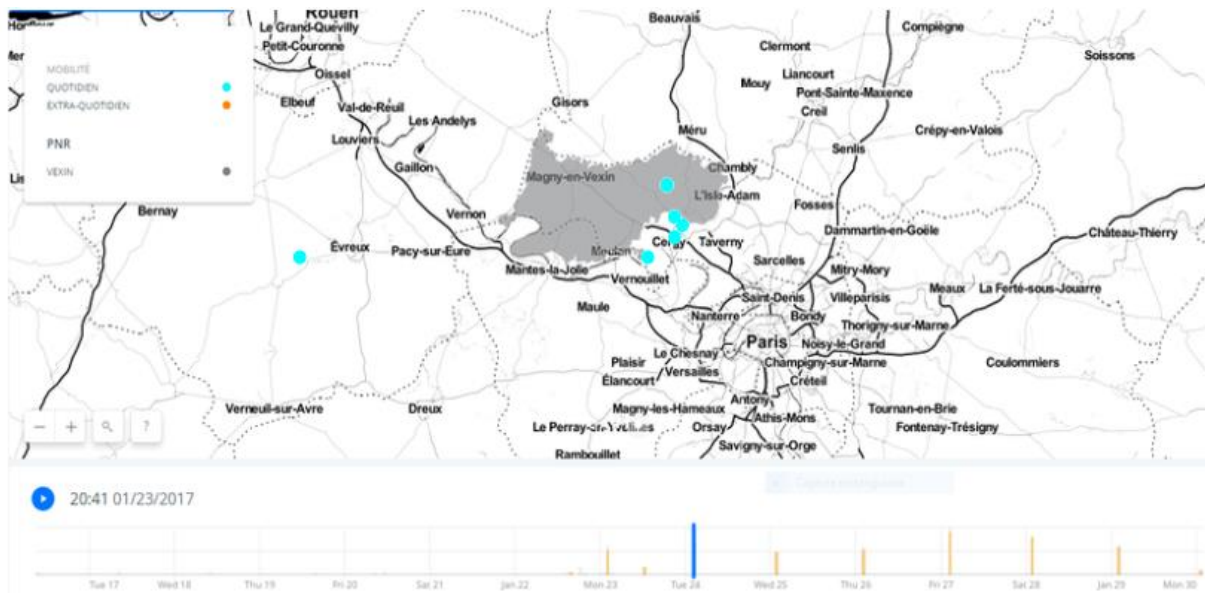 Rouen
Le Grand-Quevilly
Petit-Couronne
Oissel
Elbeuf
Val-de-Reuil
Les Andelys
Louviers
Gaillon
Vernon
Bernay
Évreux
Pacy-sur-Eure
Verneuil-sur-Avre
Dreux
MOBILITÉ
QUOTIDIEN
EXTRA-QUOTIDIEN
PNR
VEXIN
Beauvais
Compiègne
Clermont
Soissons
Mouy
Liancourt
Pont-Sainte-Maxence
Creil
Gisors
Méru
Crépy-en-Valois
Senlis
Magny-en-Vexin
Chambly
L'Isle-Adam
Fosses
Dammartin-en-Goële
Château-Thierry
Cergy
Taverny
Meulan
Mantes-la-Jolie
Vernouillet
Sarcelles
Mitry-Mory
Meaux
La Ferté-sous-Jouarre
Maule
Saint-Denis
Villeparisis
Nanterre
Bondy
Thorigny-sur-Marne
Paris
Noisy-le-Grand
Plaisir
Le Chesnay
Champigny-sur-Marne
Coulommiers
Élancourt
Versailles
Créteil
Magny-les-Hameaux
Antony
Athis-Mons
Tournan-en-Brie
Le Perray-en-Yvelines
Orsay
Fontenay-Trésigny
Savigny-sur-Orge
Rambouillet
− + ?
20:41 01/23/2017
Tue 17 Wed 18 Thu 19 Fri 20 Sat 21 Jan 22 Mon 23 Tue 24 Wed 25 Thu 26 Fri 27 Sat 28 Jan 29 Mon 30